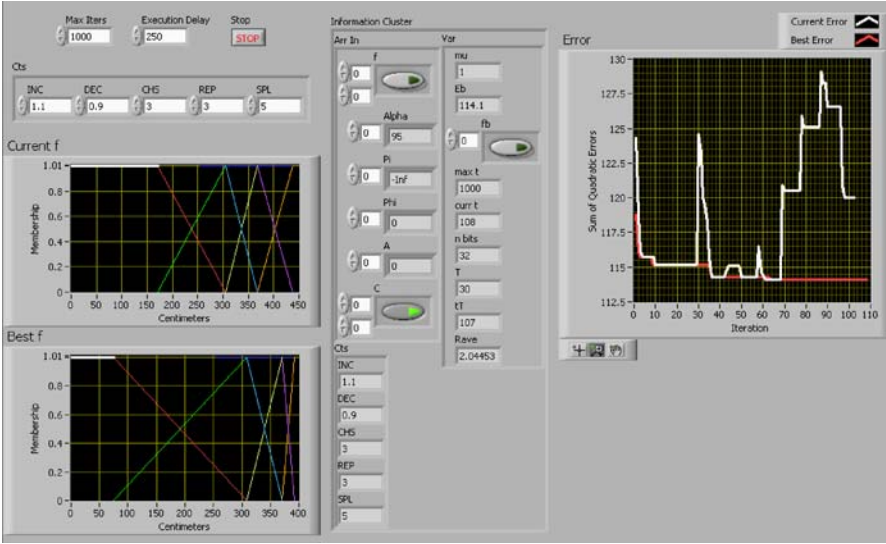 Max Iters
Execution Delay
Stop
1000
250
STOP
Cts
INC
DEC
CHS
REP
SPL
1.1
0.9
3
3
5
Current f
Membership
1.01
0.8
0.6
0.4
0.2
0
0 50 100 150 200 250 300 350 400 450
Centimeters
Best f
Membership
1.01
0.8
0.6
0.4
0.2
0
0 50 100 150 200 250 300 350 400
Centimeters
Information Cluster
Arr In
f
0
0
Alpha
0
95
Pi
0
-Inf
Phi
0
0
A
0
0
C
0
0
Cts
INC
1.1
DEC
0.9
CHS
3
REP
3
SPL
5
Var
mu
1
Eb
114.1
fb
0
max t
1000
curr t
108
n bits
32
T
30
tT
107
Rave
2.04453
Error
Current Error
Best Error
Sum of Quadratic Errors
130
127.5
125
122.5
120
117.5
115
112.5
0 10 20 30 40 50 60 70 80 90 100 110
Iteration